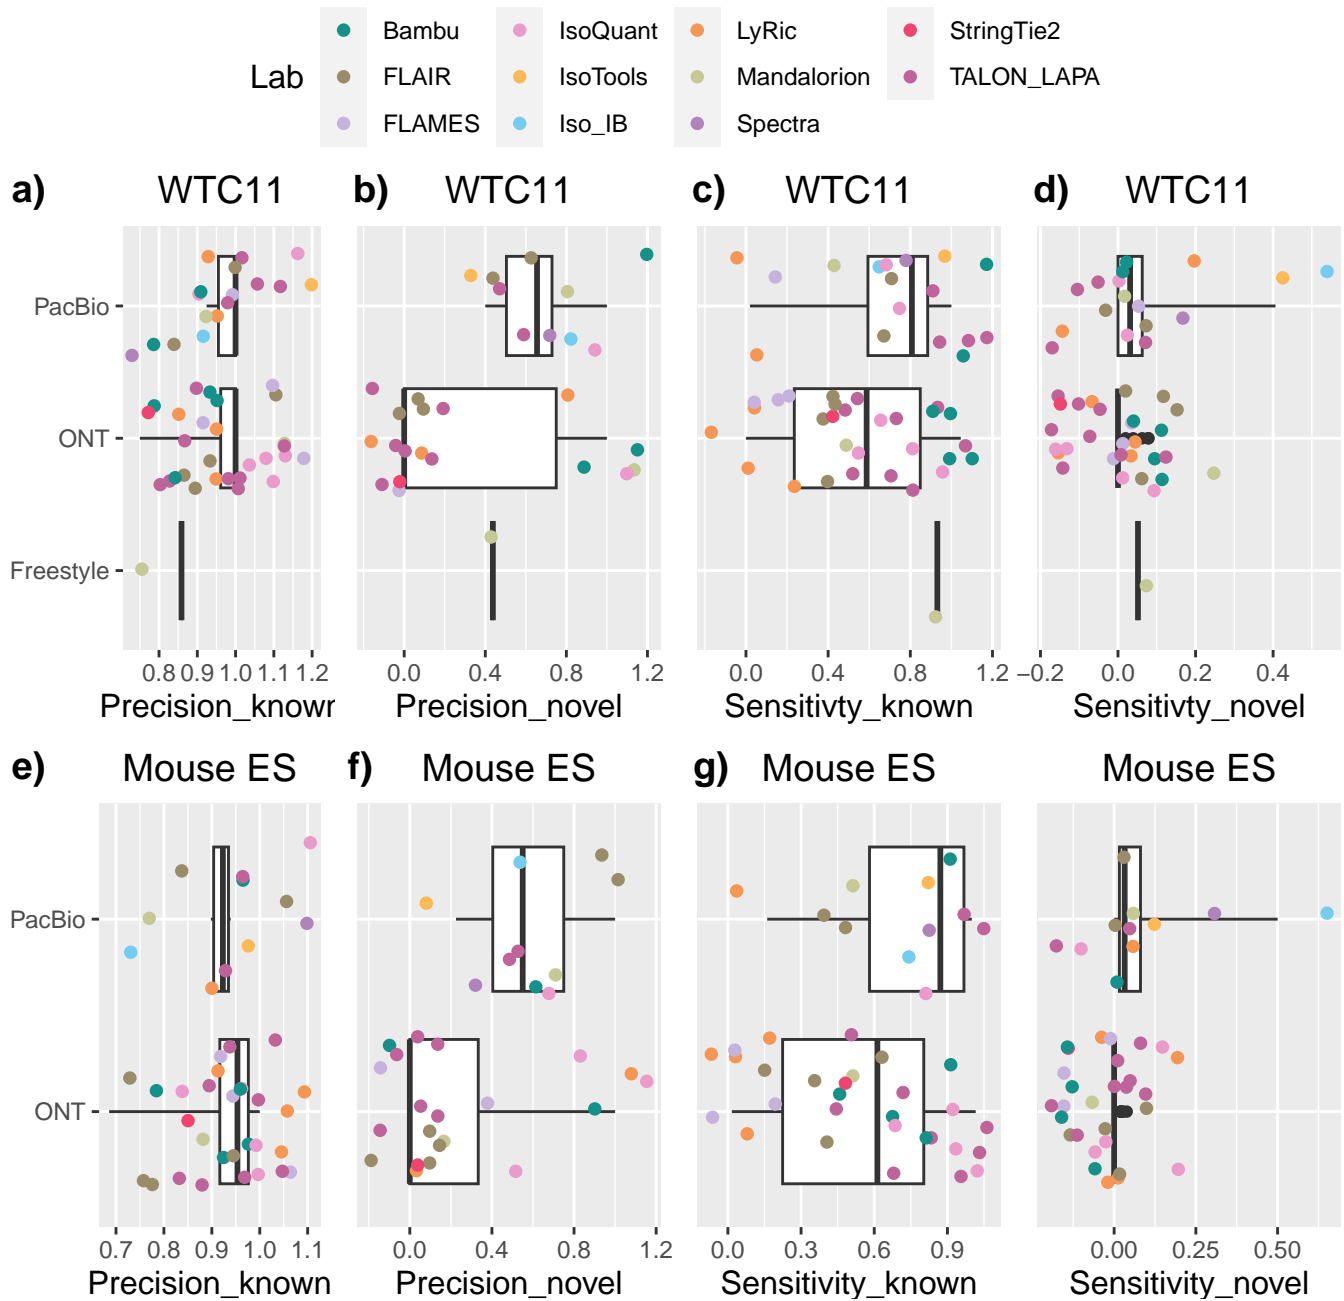 Lab
Bambu
FLAIR
FLAMES
IsoQuant
IsoTools
Iso_IB
LyRic
Mandalorion
Spectra
StringTie2
TALON_LAPA
a) WTC11
b) WTC11
c) WTC11
d) WTC11
PacBio
ONT
Freestyle
0.8 0.9 1.0 1.1 1.2
0.0 0.4 0.8 1.2
0.0 0.4 0.8 1.2
−0.2 0.0 0.2 0.4
Precision_known
Precision_novel
Sensitivty_known
Sensitivty_novel
e) Mouse ES
f) Mouse ES
g) Mouse ES
Mouse ES
PacBio
ONT
0.7 0.8 0.9 1.0 1.1
0.0 0.4 0.8 1.2
0.0 0.3 0.6 0.9
0.00 0.25 0.50
Precision_known
Precision_novel
Sensitivity_known
Sensitivity_novel